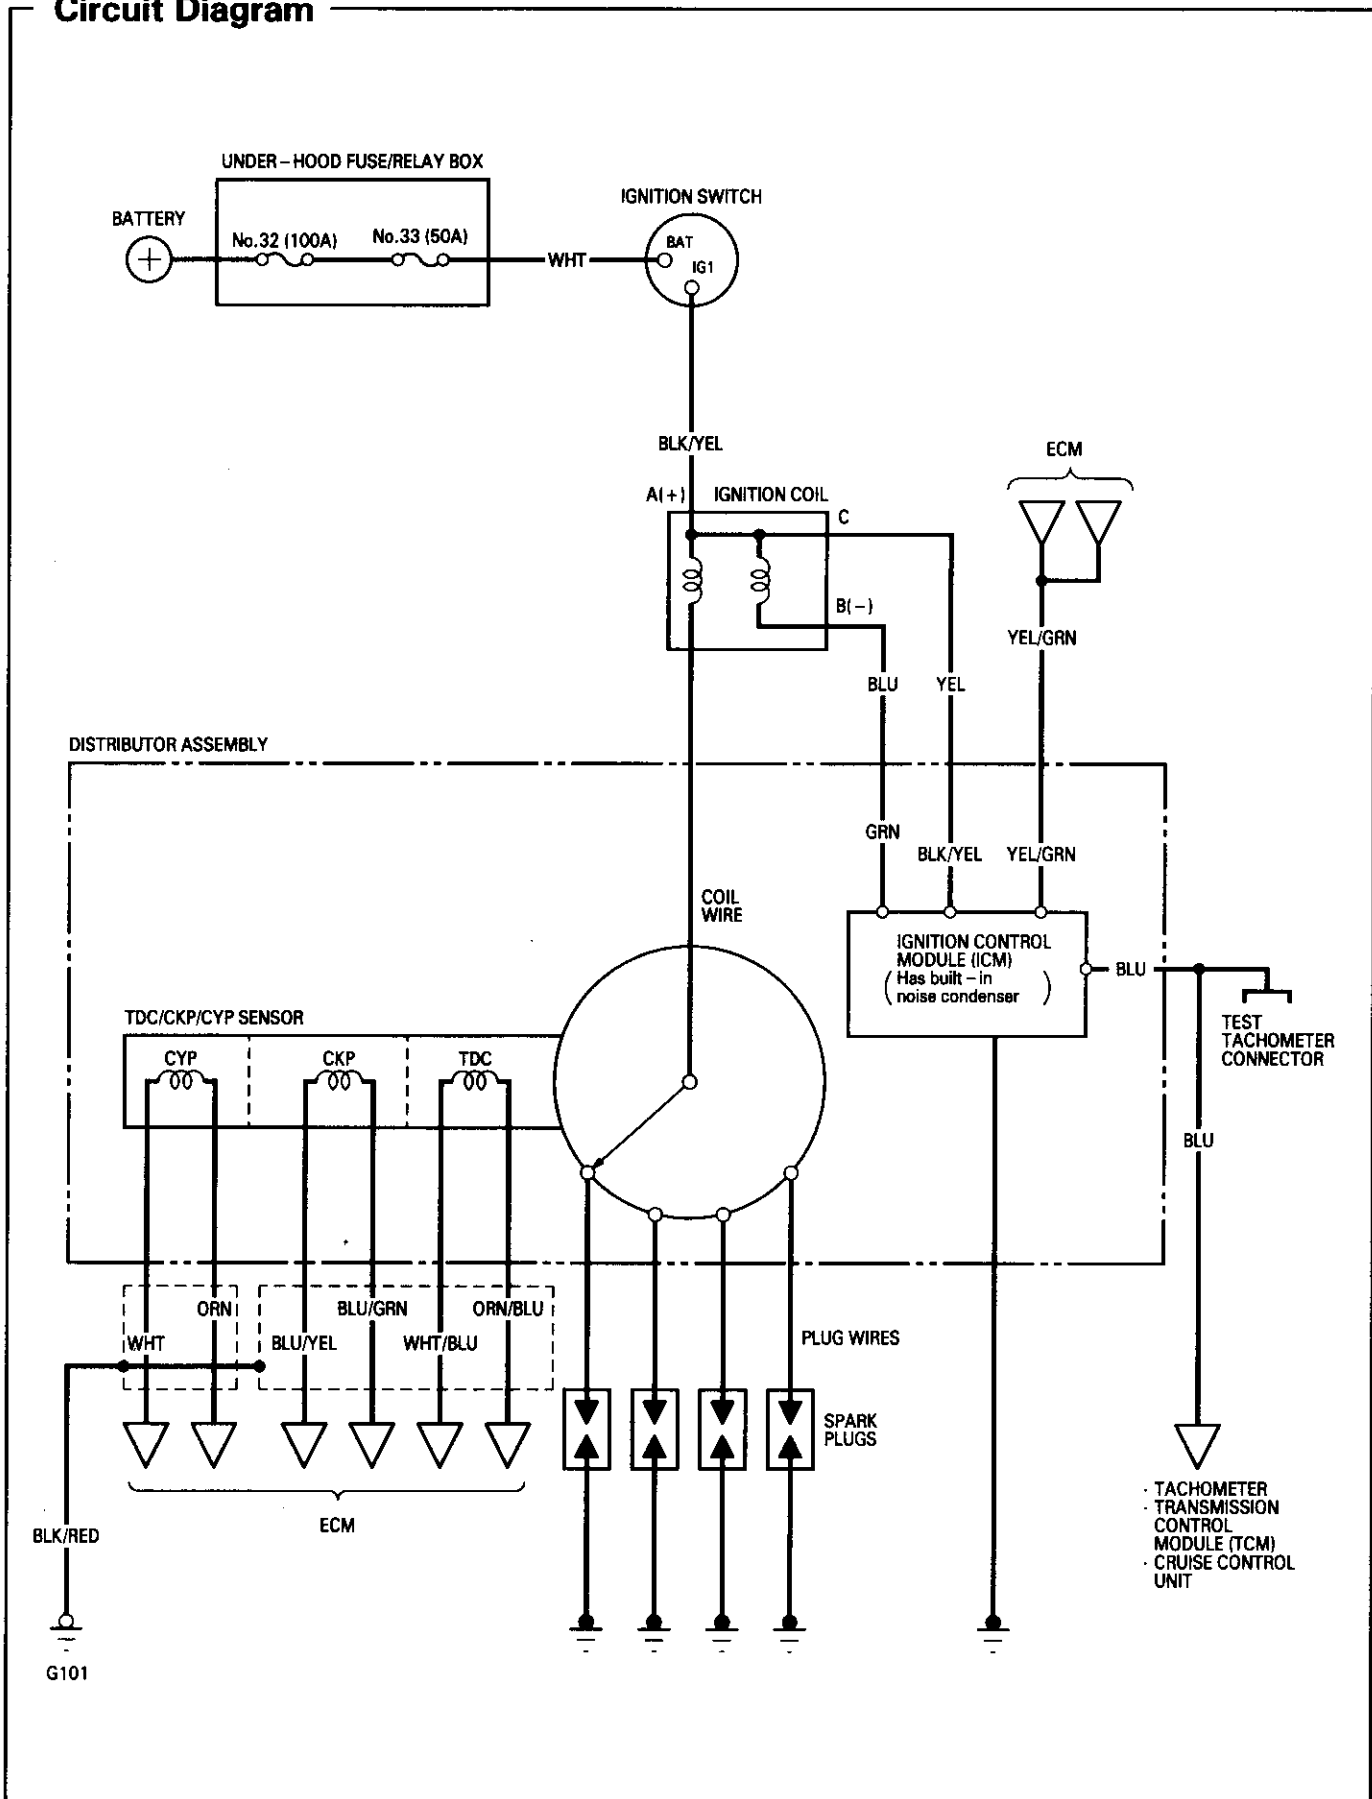 Circuit Diagram
UNDER-HOOD FUSE/RELAY BOX
IGNITION SWITCH
BATTERY
No.32 (100A)
No.33 (50A)
WHT
BAT
IG1
BLK/YEL
ECM
A(+)
IGNITION COIL
C
B(-)
YEL/GRN
BLU
YEL
DISTRIBUTOR ASSEMBLY
GRN
BLK/YEL
YEL/GRN
COIL
WIRE
IGNITION CONTROL
MODULE (ICM)
(Has built-in
noise condenser)
BLU
TEST
TACHOMETER
CONNECTOR
TDC/CKP/CYP SENSOR
CYP
CKP
TDC
BLU
ORN
BLU/GRN
ORN/BLU
WHT
BLU/YEL
WHT/BLU
PLUG WIRES
SPARK
PLUGS
ECM
BLK/RED
G101
· TACHOMETER
· TRANSMISSION
CONTROL
MODULE (TCM)
· CRUISE CONTROL
UNIT